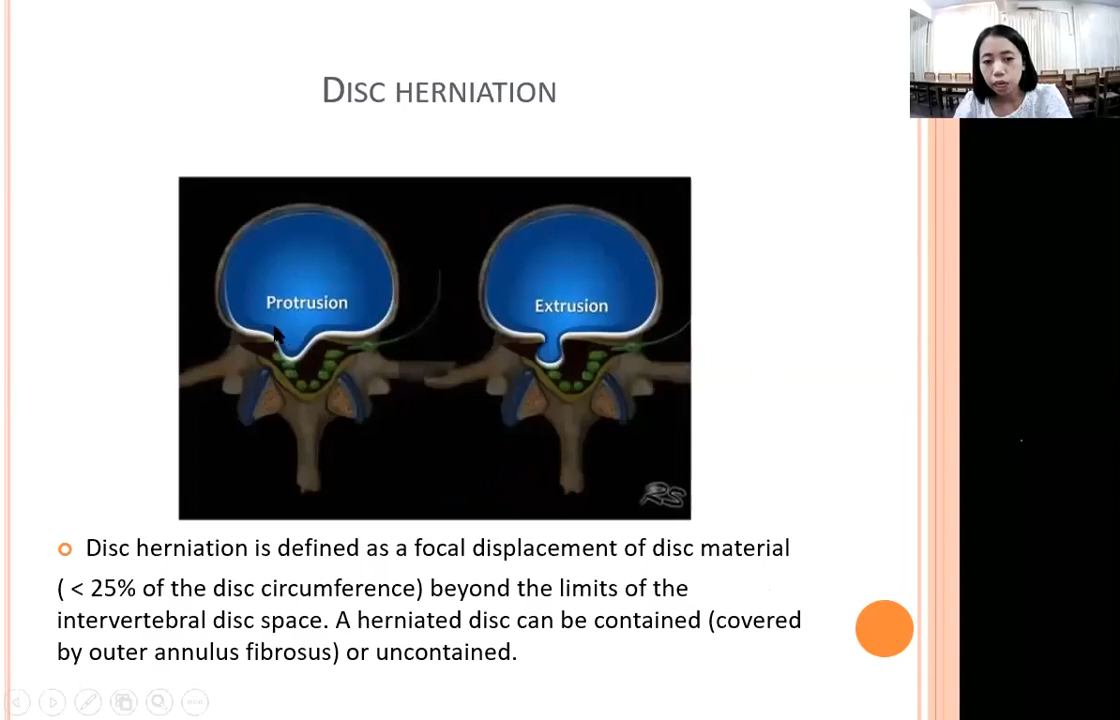 DISC HERNIATION
Protrusion
Extrusion
RS
Disc herniation is defined as a focal displacement of disc material
( < 25% of the disc circumference) beyond the limits of the
intervertebral disc space. A herniated disc can be contained (covered
by outer annulus fibrosus) or uncontained.